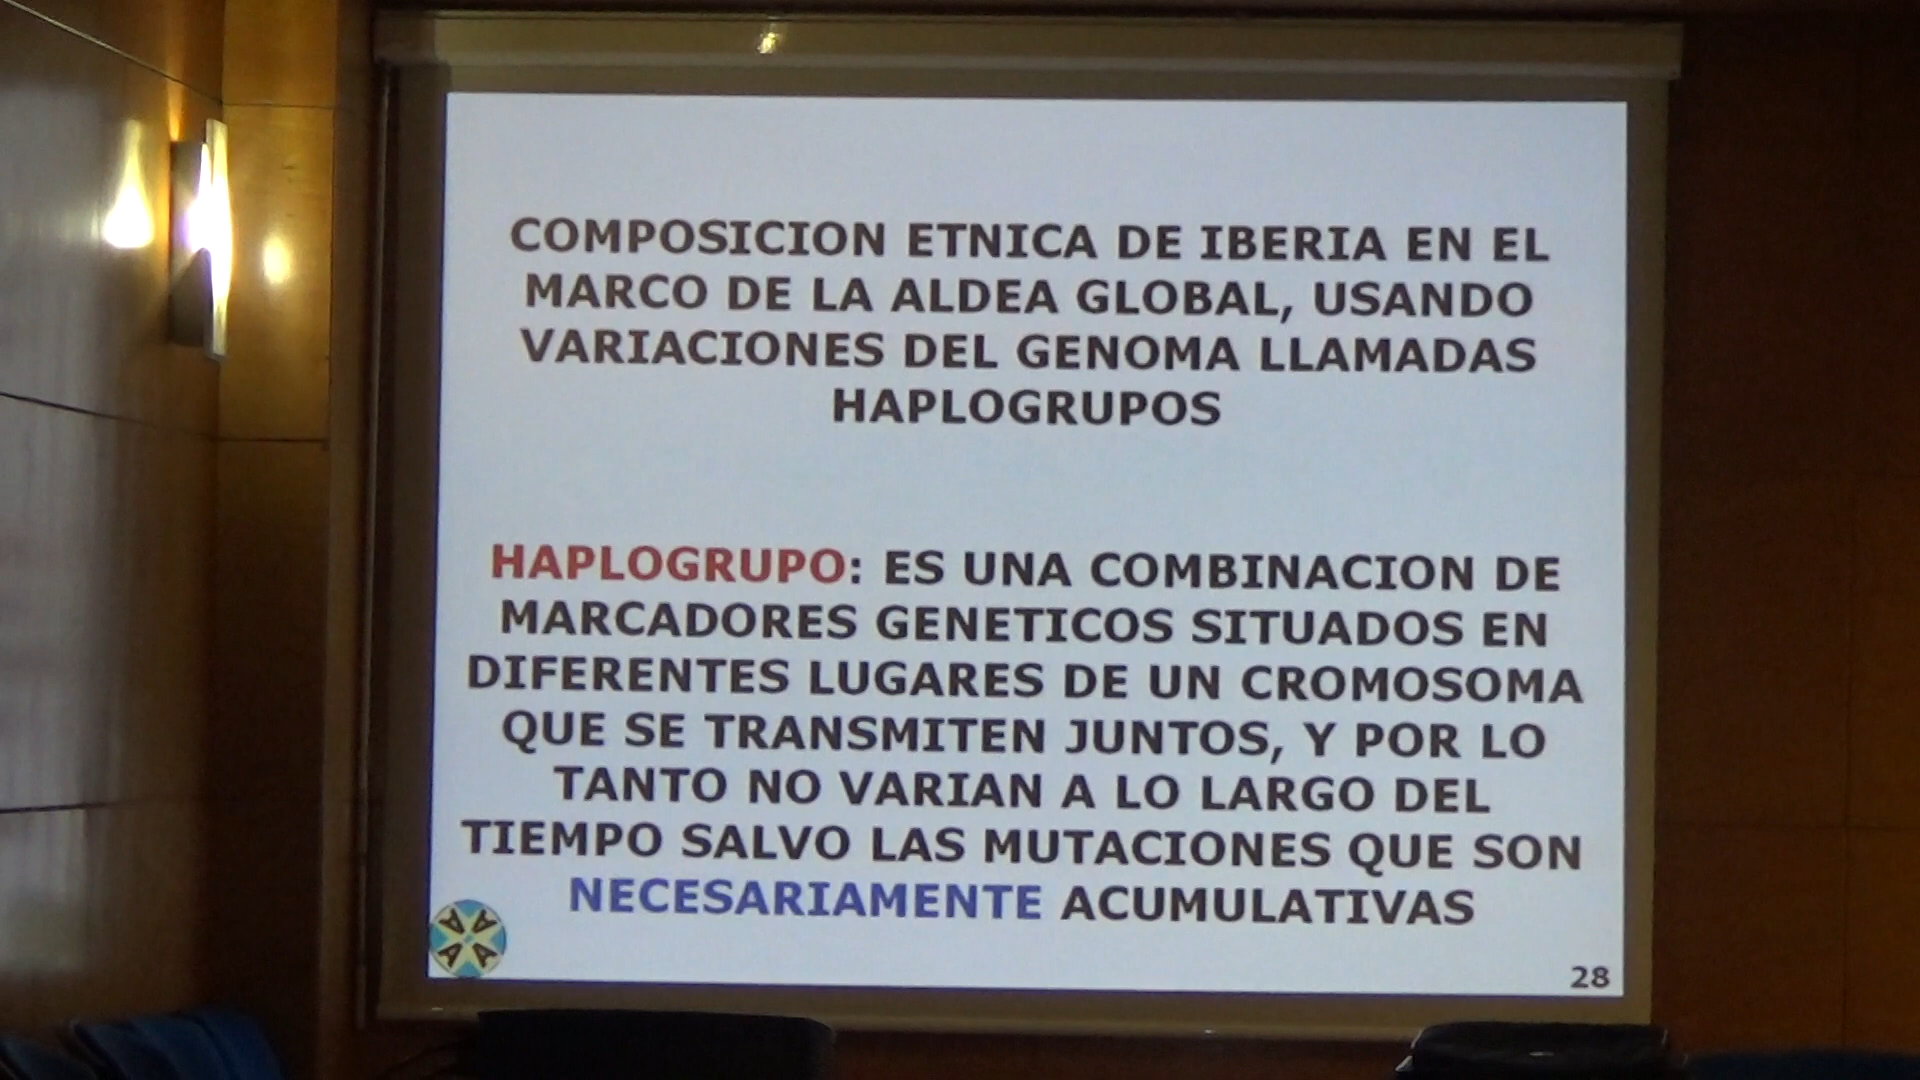 COMPOSICION ETNICA DE IBERIA EN EL
MARCO DE LA ALDEA GLOBAL, USANDO
VARIACIONES DEL GENOMA LLAMADAS
HAPLOGRUPOS
HAPLOGRUPO: ES UNA COMBINACION DE
MARCADORES GENETICOS SITUADOS EN
DIFERENTES LUGARES DE UN CROMOSOMA
QUE SE TRANSMITEN JUNTOS, Y POR LO
TANTO NO VARIAN A LO LARGO DEL
TIEMPO SALVO LAS MUTACIONES QUE SON
NECESARIAMENTE ACUMULATIVAS
A A
A A
28